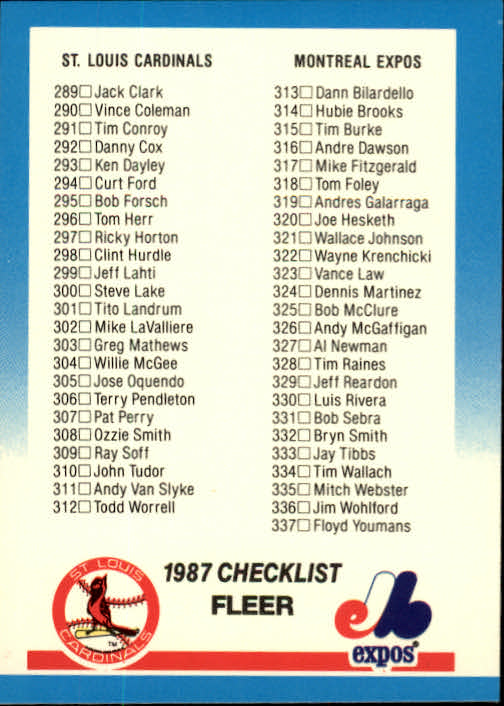 ST. LOUIS CARDINALS
289□Jack Clark
290□Vince Coleman
291□Tim Conroy
292□Danny Cox
293□Ken Dayley
294□Curt Ford
295□Bob Forsch
296□Tom Herr
297□Ricky Horton
298□Clint Hurdle
299□Jeff Lahti
300□Steve Lake
301□Tito Landrum
302□Mike LaValliere
303□Greg Mathews
304□Willie McGee
305□Jose Oquendo
306□Terry Pendleton
307□Pat Perry
308□Ozzie Smith
309□Ray Soff
310□John Tudor
311□Andy Van Slyke
312□Todd Worrell
MONTREAL EXPOS
313□Dann Bilardello
314□Hubie Brooks
315□Tim Burke
316□Andre Dawson
317□Mike Fitzgerald
318□Tom Foley
319□Andres Galarraga
320□Joe Hesketh
321□Wallace Johnson
322□Wayne Krenchicki
323□Vance Law
324□Dennis Martinez
325□Bob McClure
326□Andy McGaffigan
327□Al Newman
328□Tim Raines
329□Jeff Reardon
330□Luis Rivera
331□Bob Sebra
332□Bryn Smith
333□Jay Tibbs
334□Tim Wallach
335□Mitch Webster
336□Jim Wohlford
337□Floyd Youmans
ST. LOUIS
CARDINALS
TM
1987 CHECKLIST
FLEER
expos®